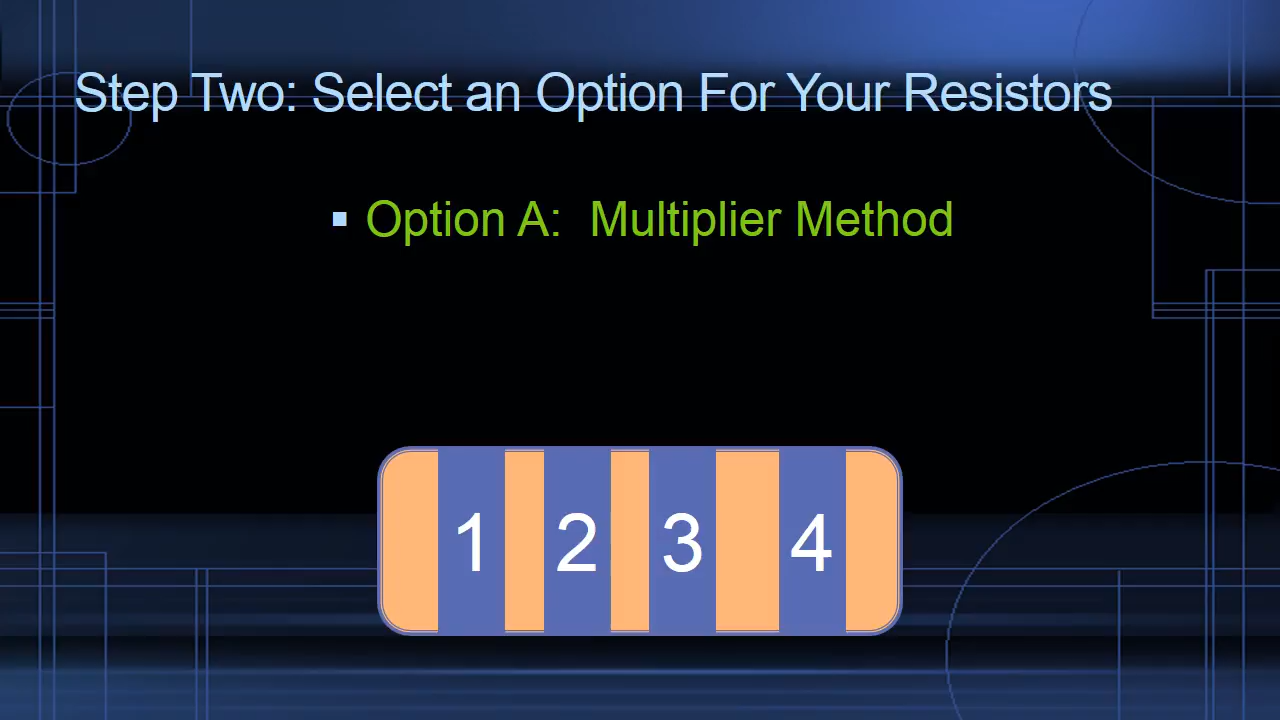 Step Two: Select an Option For Your Resistors
▪ Option A: Multiplier Method
1 2 3 4